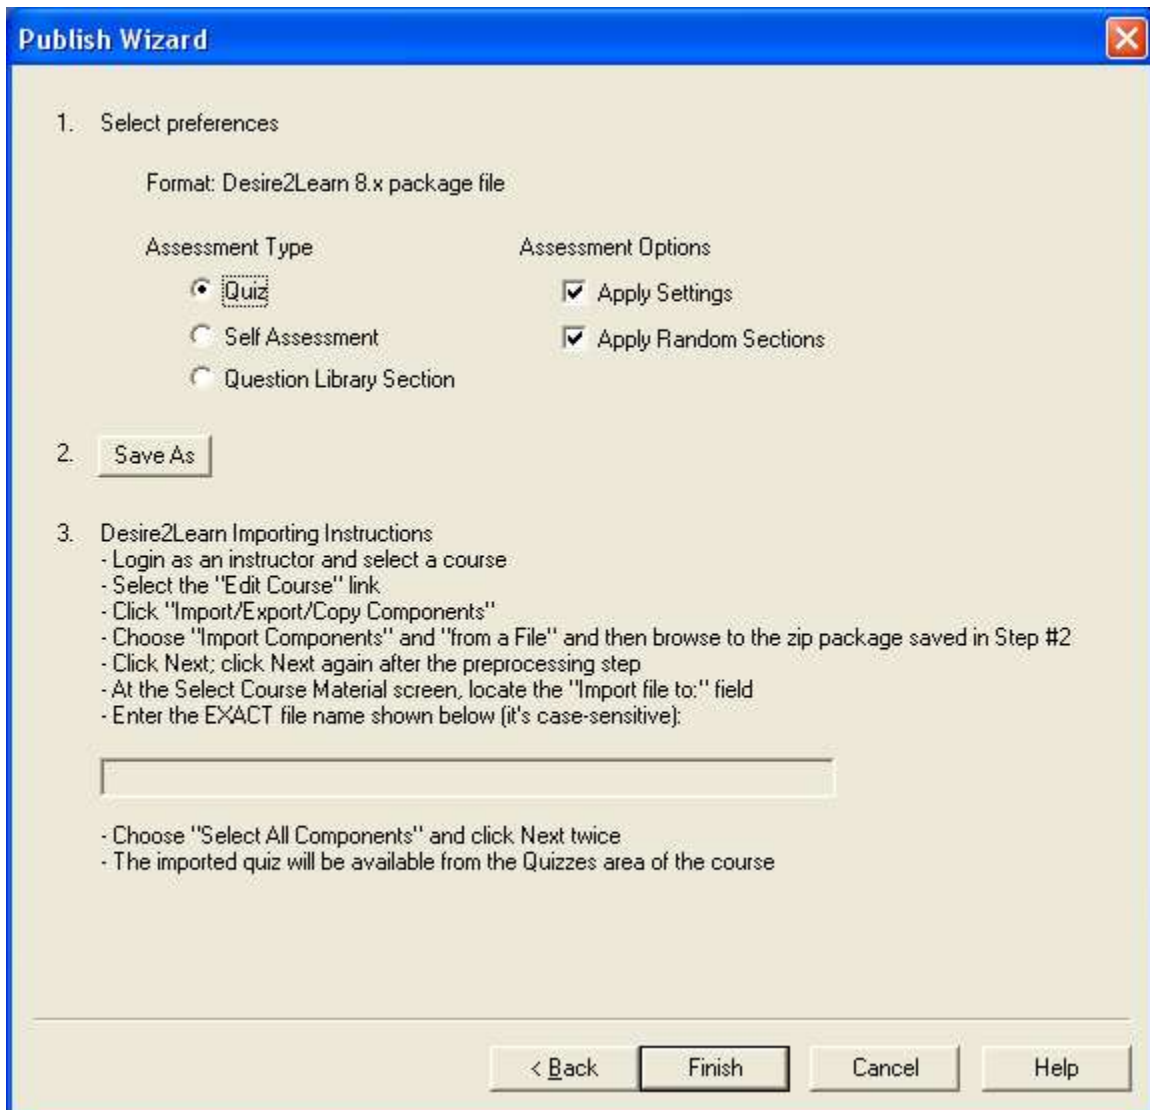 Publish Wizard
1. Select preferences
Format: Desire2Learn 8.x package file
Assessment Type
Assessment Options
Quiz
Apply Settings
Self Assessment
Apply Random Sections
Question Library Section
2. Save As
3. Desire2Learn Importing Instructions
- Login as an instructor and select a course
- Select the "Edit Course" link
- Click "Import/Export/Copy Components"
- Choose "Import Components" and "from a File" and then browse to the zip package saved in Step #2
- Click Next; click Next again after the preprocessing step
- At the Select Course Material screen, locate the "Import file to:" field
- Enter the EXACT file name shown below (it's case-sensitive):
- Choose "Select All Components" and click Next twice
- The imported quiz will be available from the Quizzes area of the course
< Back Finish Cancel Help